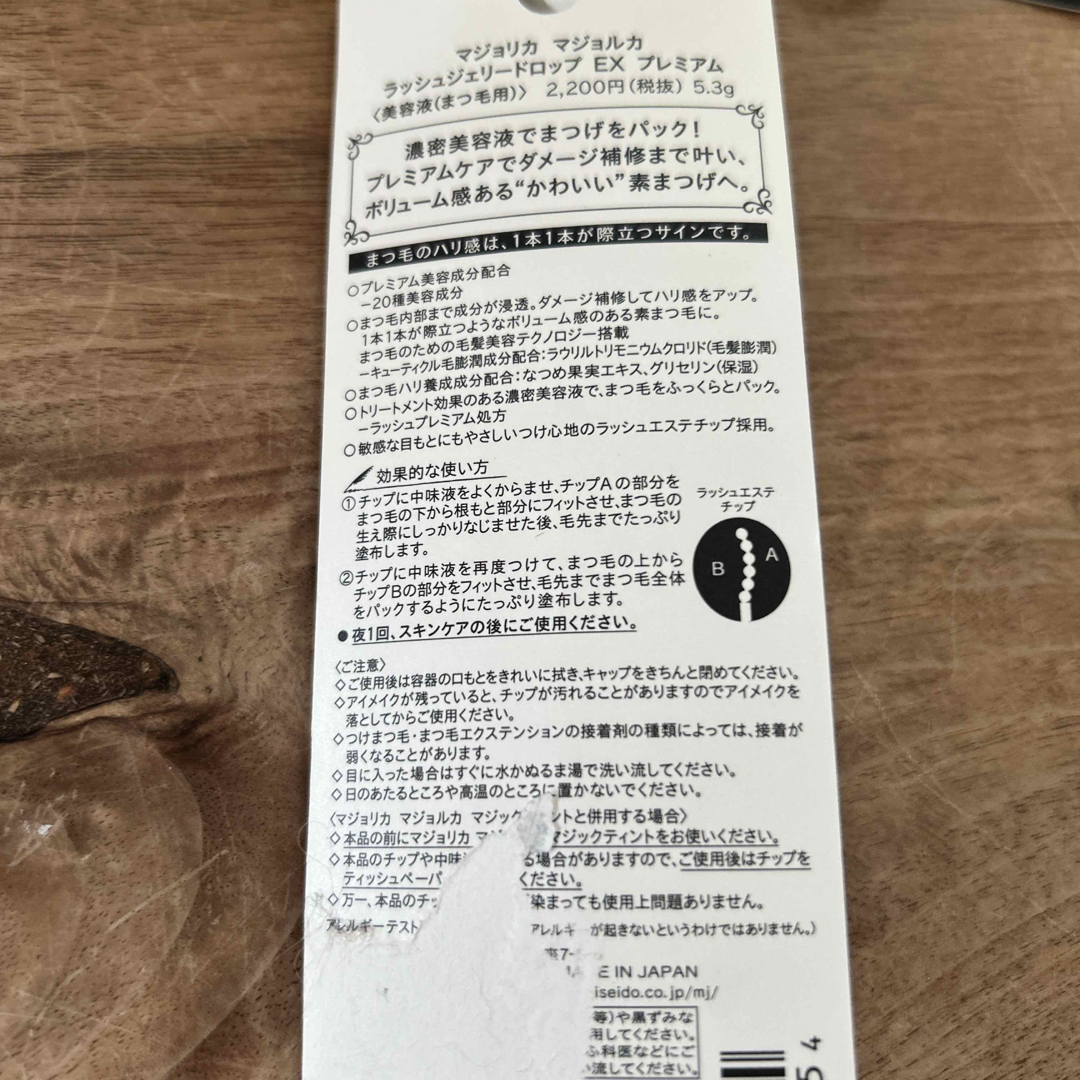 マジョリカ マジョルカ
ラッシュジェリードロップ EX プレミアム
〈美容液(まつ毛用)〉 2,200円(税抜) 5.3g
濃密美容液でまつげをパック！
プレミアムケアでダメージ補修まで叶い、
ボリューム感ある“かわいい”素まつげへ。
まつ毛のハリ感は、1本1本が際立つサインです。
○プレミアム美容成分配合
−20種美容成分
○まつ毛内部まで成分が浸透。ダメージ補修してハリ感をアップ。
1本1本が際立つようなボリューム感のある素まつ毛に。
まつ毛のための毛髪美容テクノロジー搭載
−キューティクル毛膨潤成分配合：ラウリルトリモニウムクロリド(毛髪膨潤)
○まつ毛ハリ養成成分配合：なつめ果実エキス、グリセリン(保湿)
○トリートメント効果のある濃密美容液で、まつ毛をふっくらとパック。
−ラッシュプレミアム処方
○敏感な目もとにもやさしいつけ心地のラッシュエステチップ採用。
効果的な使い方
①チップに中味液をよくからませ、チップAの部分を
まつ毛の下から根もと部分にフィットさせ、まつ毛の
生え際にしっかりなじませた後、毛先までたっぷり
塗布します。
②チップに中味液を再度つけて、まつ毛の上から
チップBの部分をフィットさせ、毛先までまつ毛全体
をパックするようにたっぷり塗布します。
●夜1回、スキンケアの後にご使用ください。
ラッシュエステ
チップ
B A
〈ご注意〉
◇ご使用後は容器の口もとをきれいに拭き、キャップをきちんと閉めてください。
◇アイメイクが残っていると、チップが汚れることがありますのでアイメイクを
落としてからご使用ください。
◇つけまつ毛・まつ毛エクステンションの接着剤の種類によっては、接着が
弱くなることがあります。
◇目に入った場合はすぐに水かぬるま湯で洗い流してください。
◇日のあたるところや高温のところに置かないでください。
〈マジョリカ マジョルカ マジック ントと併用する場合〉
◇本品の前にマジョリカ マジ マジックティントをお使いください。
◇本品のチップや中味 る場合がありますので、ご使用後はチップを
ティッシュペーパ ください。
◇万一、本品のチッ 染まっても使用上問題ありません。
アレルギーテスト アレルギ が起きないというわけではありません。)
座7-
MADE IN JAPAN
iseido.co.jp/mj/
等)や黒ずみな
用してください。
ふ科医などにご
い流してください。
5 4